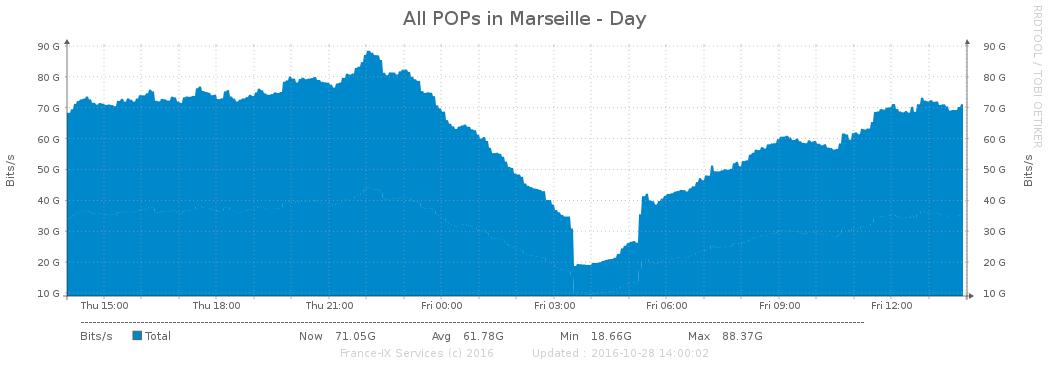 All POPs in Marseille - Day
RRDTOOL / TOBI OETIKER
Bits/s
90 G 90 G
80 G 80 G
70 G 70 G
60 G 60 G
50 G 50 G
40 G 40 G
30 G 30 G
20 G 20 G
10 G 10 G
Bits/s
Thu 15:00 Thu 18:00 Thu 21:00 Fri 00:00 Fri 03:00 Fri 06:00 Fri 09:00 Fri 12:00
Bits/s Total Now 71.05G Avg 61.78G Min 18.66G Max 88.37G
France-IX Services (c) 2016 Updated : 2016-10-28 14:00:02